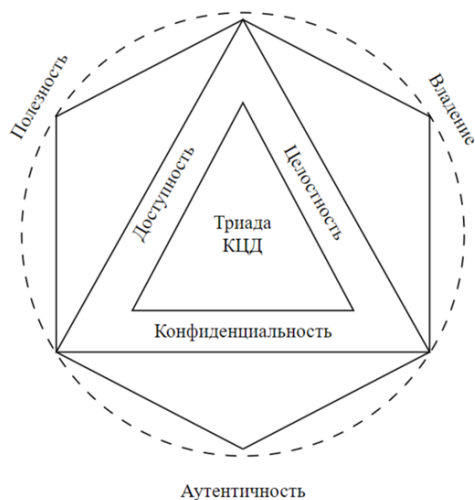 Полезность
Владение
Доступность
Целостность
Триада
КЦД
Конфиденциальность
Аутентичность